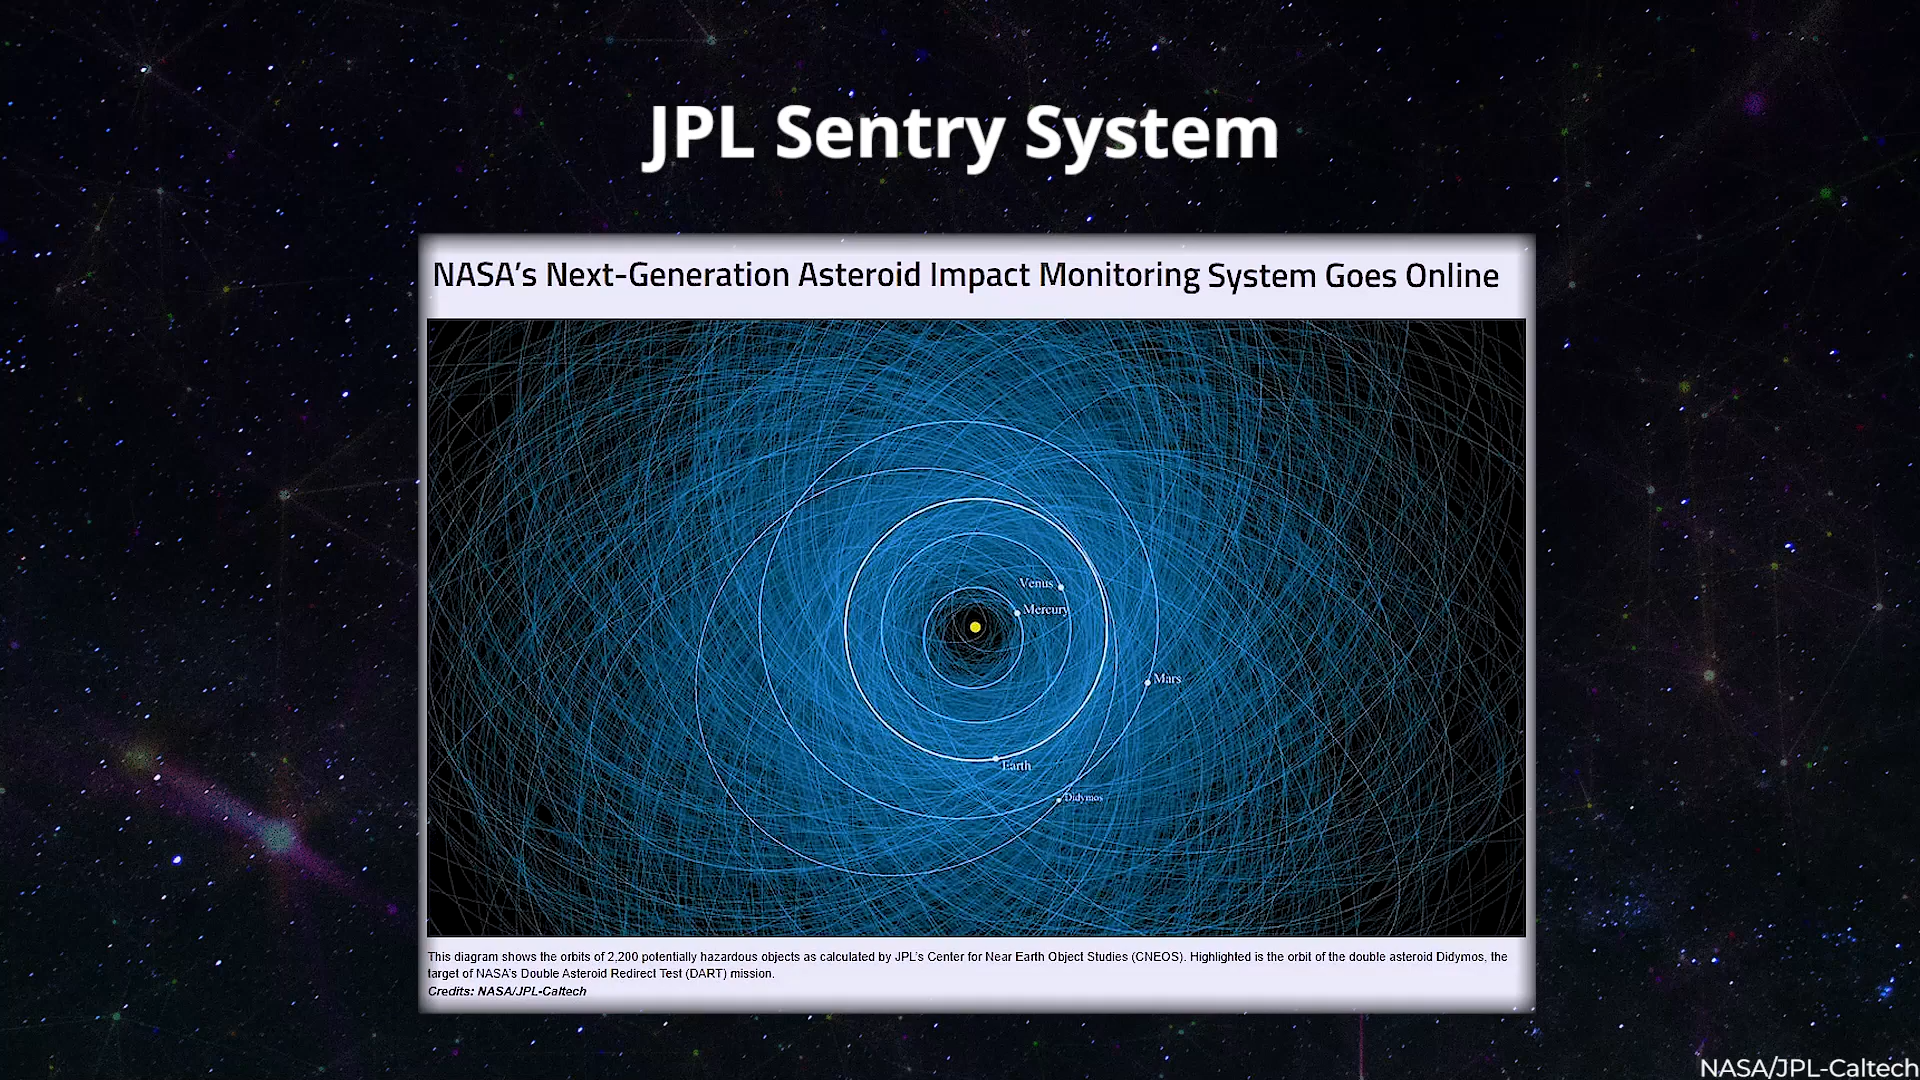 JPL Sentry System
NASA's Next-Generation Asteroid Impact Monitoring System Goes Online
Venus
Mercury
Mars
Earth
Didymos
This diagram shows the orbits of 2,200 potentially hazardous objects as calculated by JPL's Center for Near Earth Object Studies (CNEOS). Highlighted is the orbit of the double asteroid Didymos, the
target of NASA's Double Asteroid Redirect Test (DART) mission.
Credits: NASA/JPL-Caltech
NASA/JPL-Caltech